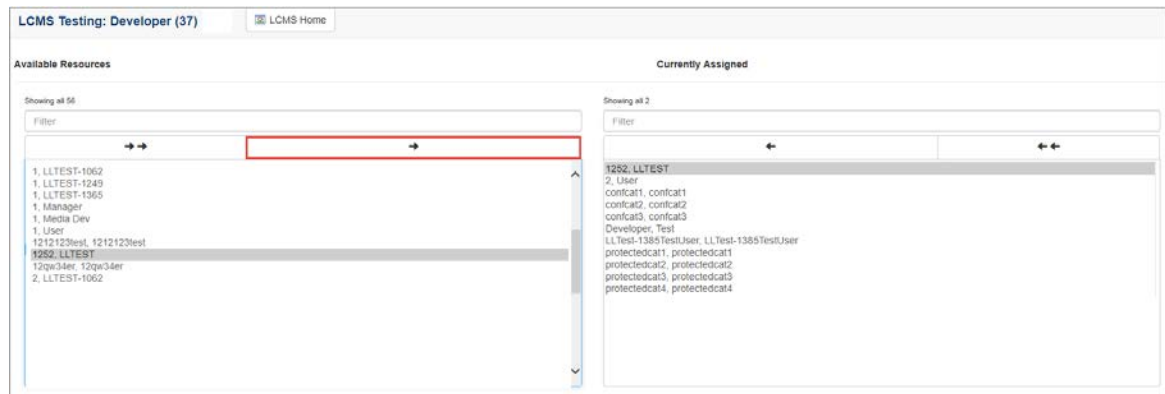 LCMS Testing: Developer (37)
LCMS Home
Available Resources
Currently Assigned
Showing all 56
Showing all 2
Filter
Filter
1, LLTEST-1062
1, LLTEST-1249
1, LLTEST-1365
1, Manager
1, Media Dev
1, User
1212123test, 1212123test
1252, LLTEST
12qw34er, 12qw34er
2, LLTEST-1062
1252, LLTEST
2, User
confcat1, confcat1
confcat2, confcat2
confcat3, confcat3
Developer, Test
LLTest-1385TestUser, LLTest-1385TestUser
protectedcat1, protectedcat1
protectedcat2, protectedcat2
protectedcat3, protectedcat3
protectedcat4, protectedcat4